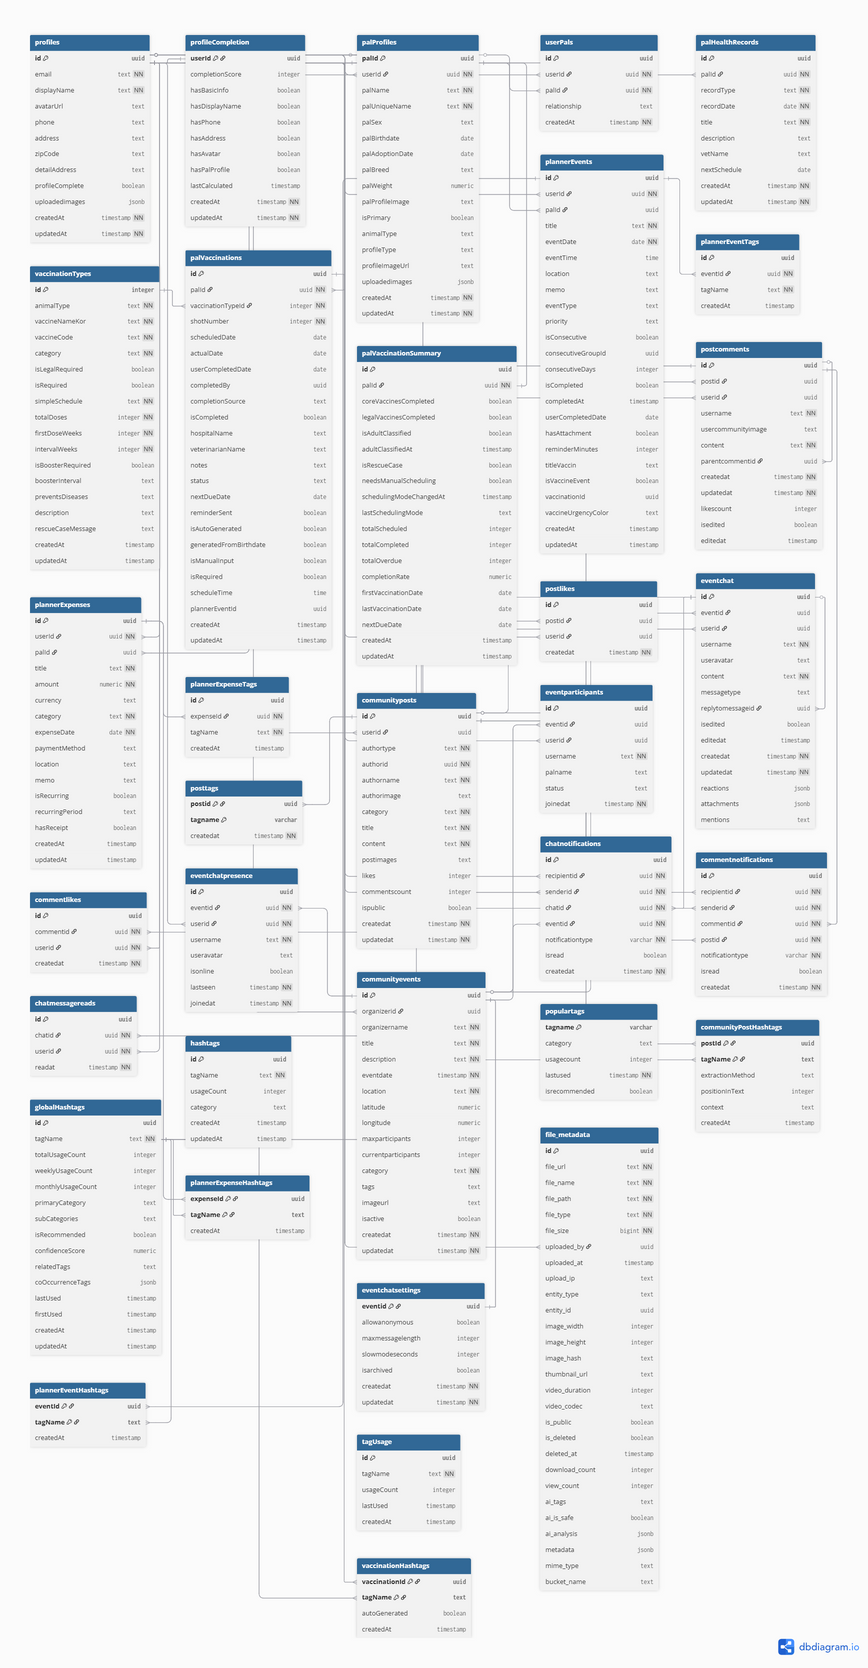 profiles
id uuid
email text NN
displayName text NN
avatarUrl text
phone text
address text
zipCode text
detailAddress text
profileComplete boolean
uploadedimages jsonb
createdAt timestamp NN
updatedAt timestamp NN
vaccinationTypes
id integer
animalType text NN
vaccineNameKor text NN
vaccineCode text NN
category text NN
isLegalRequired boolean
isRequired boolean
simpleSchedule text NN
totalDoses integer NN
firstDoseWeeks integer NN
intervalWeeks integer NN
isBoosterRequired boolean
boosterInterval text
preventsDiseases text
description text
rescueCaseMessage text
createdAt timestamp
updatedAt timestamp
plannerExpenses
id uuid
userId uuid NN
palId uuid
title text NN
amount numeric NN
currency text
category text NN
expenseDate date NN
paymentMethod text
location text
memo text
isRecurring boolean
recurringPeriod text
hasReceipt boolean
createdAt timestamp
updatedAt timestamp
commentlikes
id uuid
commentid uuid NN
userid uuid NN
createdat timestamp NN
chatmessagereads
id uuid
chatid uuid NN
userid uuid NN
readat timestamp NN
globalHashtags
id uuid
tagName text NN
totalUsageCount integer
weeklyUsageCount integer
monthlyUsageCount integer
primaryCategory text
subCategories text
isRecommended boolean
confidenceScore numeric
relatedTags text
coOccurrenceTags jsonb
lastUsed timestamp
firstUsed timestamp
createdAt timestamp
updatedAt timestamp
plannerEventHashtags
eventId uuid
tagName text
createdAt timestamp
profileCompletion
userId uuid
completionScore integer
hasBasicInfo boolean
hasDisplayName boolean
hasPhone boolean
hasAddress boolean
hasAvatar boolean
hasPalProfile boolean
lastCalculated timestamp
createdAt timestamp NN
updatedAt timestamp NN
palVaccinations
id uuid
palId uuid NN
vaccinationTypeId integer NN
shotNumber integer NN
scheduledDate date
actualDate date
userCompletedDate date
completedBy uuid
completionSource text
isCompleted boolean
hospitalName text
veterinarianName text
notes text
status text
nextDueDate date
reminderSent boolean
isAutoGenerated boolean
generatedFromBirthdate boolean
isManualInput boolean
isRequired boolean
scheduleTime time
plannerEventId uuid
createdAt timestamp
updatedAt timestamp
plannerExpenseTags
id uuid
expenseId uuid NN
tagName text NN
createdAt timestamp
posttags
postid uuid
tagname varchar
createdat timestamp NN
eventchatpresence
id uuid
eventid uuid NN
userid uuid NN
username text NN
useravatar text
isonline boolean
lastseen timestamp NN
joinedat timestamp NN
hashtags
id uuid
tagName text NN
usageCount integer
category text
createdAt timestamp
updatedAt timestamp
plannerExpenseHashtags
expenseId uuid
tagName text
createdAt timestamp
palProfiles
palId uuid
userId uuid NN
palName text NN
palUniqueName text NN
palSex text
palBirthdate date
palAdoptionDate date
palBreed text
palWeight numeric
palProfileImage text
isPrimary boolean
animalType text
profileType text
profileImageUrl text
uploadedimages jsonb
createdAt timestamp NN
updatedAt timestamp NN
palVaccinationSummary
id uuid
palId uuid NN
coreVaccinesCompleted boolean
legalVaccinesCompleted boolean
isAdultClassified boolean
adultClassifiedAt timestamp
isRescueCase boolean
needsManualScheduling boolean
schedulingModeChangedAt timestamp
lastSchedulingMode text
totalScheduled integer
totalCompleted integer
totalOverdue integer
completionRate numeric
firstVaccinationDate date
lastVaccinationDate date
nextDueDate date
createdAt timestamp
updatedAt timestamp
communityposts
id uuid
userid uuid
authortype text NN
authorid uuid NN
authorname text NN
authorimage text
category text NN
title text NN
content text NN
postimages text
likes integer
commentscount integer
ispublic boolean
createdat timestamp NN
updatedat timestamp NN
communityevents
id uuid
organizerid uuid
organizername text NN
title text NN
description text NN
eventdate timestamp NN
location text NN
latitude numeric
longitude numeric
maxparticipants integer
currentparticipants integer
category text NN
tags text
imageurl text
isactive boolean
createdat timestamp NN
updatedat timestamp NN
eventchatsettings
eventid uuid
allowanonymous boolean
maxmessagelength integer
slowmodeseconds integer
isarchived boolean
createdat timestamp NN
updatedat timestamp NN
tagUsage
id uuid
tagName text NN
usageCount integer
lastUsed timestamp
createdAt timestamp
vaccinationHashtags
vaccinationId uuid
tagName text
autoGenerated boolean
createdAt timestamp
userPals
id uuid
userId uuid NN
palId uuid NN
relationship text
createdAt timestamp NN
plannerEvents
id uuid
userId uuid NN
palId uuid
title text NN
eventDate date NN
eventTime time
location text
memo text
eventType text
priority text
isConsecutive boolean
consecutiveGroupId uuid
consecutiveDays integer
isCompleted boolean
completedAt timestamp
userCompletedDate date
hasAttachment boolean
reminderMinutes integer
titleVaccin text
isVaccineEvent boolean
vaccinationId uuid
vaccineUrgencyColor text
createdAt timestamp
updatedAt timestamp
postlikes
id uuid
postid uuid
userid uuid
createdat timestamp NN
eventparticipants
id uuid
eventid uuid
userid uuid
username text NN
palname text
status text
joinedat timestamp NN
chatnotifications
id uuid
recipientid uuid NN
senderid uuid NN
chatid uuid NN
eventid uuid NN
notificationtype varchar NN
isread boolean
createdat timestamp NN
populartags
tagname varchar
category text
usagecount integer
lastused timestamp NN
isrecommended boolean
file_metadata
id uuid
file_url text NN
file_name text NN
file_path text NN
file_type text NN
file_size bigint NN
uploaded_by uuid
uploaded_at timestamp
upload_ip text
entity_type text
entity_id uuid
image_width integer
image_height integer
image_hash text
thumbnail_url text
video_duration integer
video_codec text
is_public boolean
is_deleted boolean
deleted_at timestamp
download_count integer
view_count integer
ai_tags text
ai_is_safe boolean
ai_analysis jsonb
metadata jsonb
mime_type text
bucket_name text
palHealthRecords
id uuid
palId uuid NN
recordType text NN
recordDate date NN
title text NN
description text
vetName text
nextSchedule date
createdAt timestamp NN
updatedAt timestamp NN
plannerEventTags
id uuid
eventId uuid NN
tagName text NN
createdAt timestamp
postcomments
id uuid
postid uuid
userid uuid
username text NN
usercommunityimage text
content text NN
parentcommentid uuid
createdat timestamp NN
updatedat timestamp NN
likescount integer
isedited boolean
editedat timestamp
eventchat
id uuid
eventid uuid
userid uuid
username text NN
useravatar text
content text NN
messagetype text
replytomessageid uuid
isedited boolean
editedat timestamp
createdat timestamp NN
updatedat timestamp NN
reactions jsonb
attachments jsonb
mentions text
commentnotifications
id uuid
recipientid uuid NN
senderid uuid NN
commentid uuid NN
postid uuid NN
notificationtype varchar NN
isread boolean
createdat timestamp NN
communityPostHashtags
postId uuid
tagName text
extractionMethod text
positionInText integer
context text
createdAt timestamp
dbdiagram.io